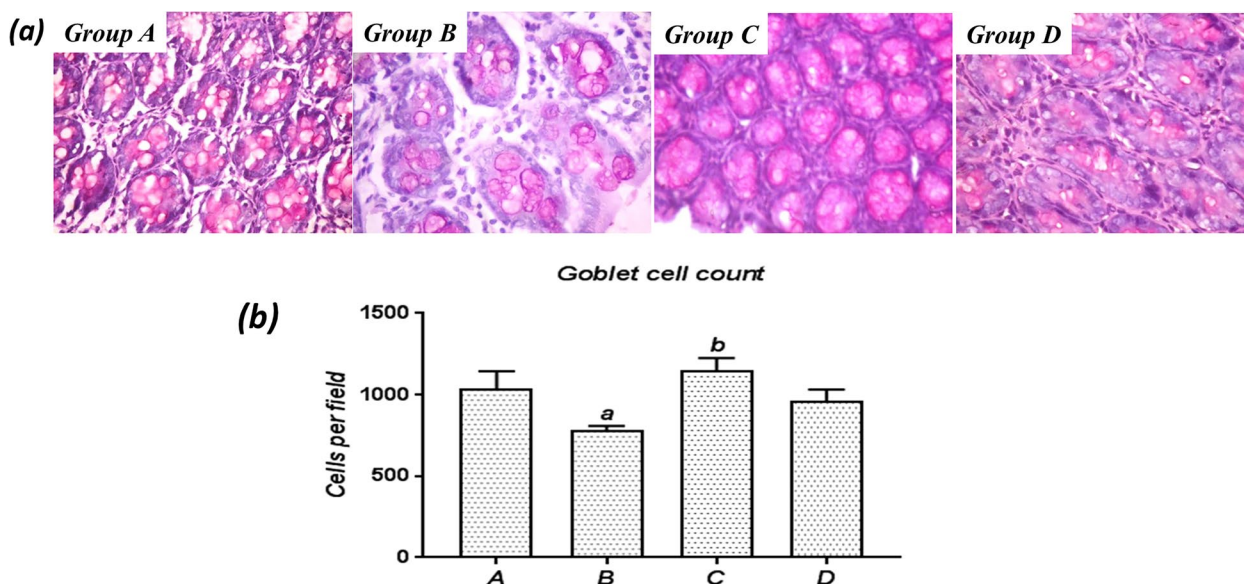 (a)
Group A
Group B
Group C
Group D
Goblet cell count
(b)
Cells per field
1500
1000
500
0
a
b
A
B
C
D